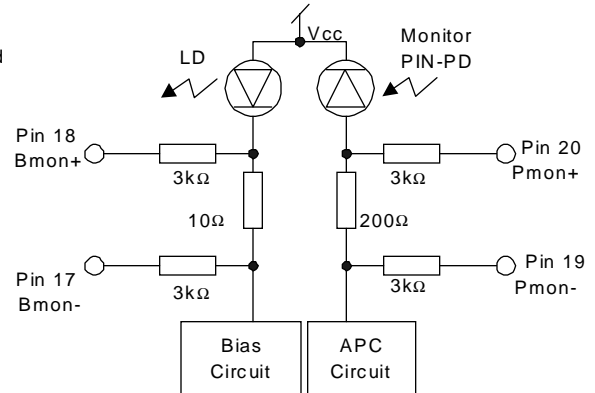 d
Vcc
LD
Monitor
PIN-PD
Pin 18
Bmon+
3kΩ
Pin 20
Pmon+
3kΩ
10Ω
200Ω
Pin 17
Bmon-
3kΩ
Pin 19
Pmon-
3kΩ
Bias
Circuit
APC
Circuit